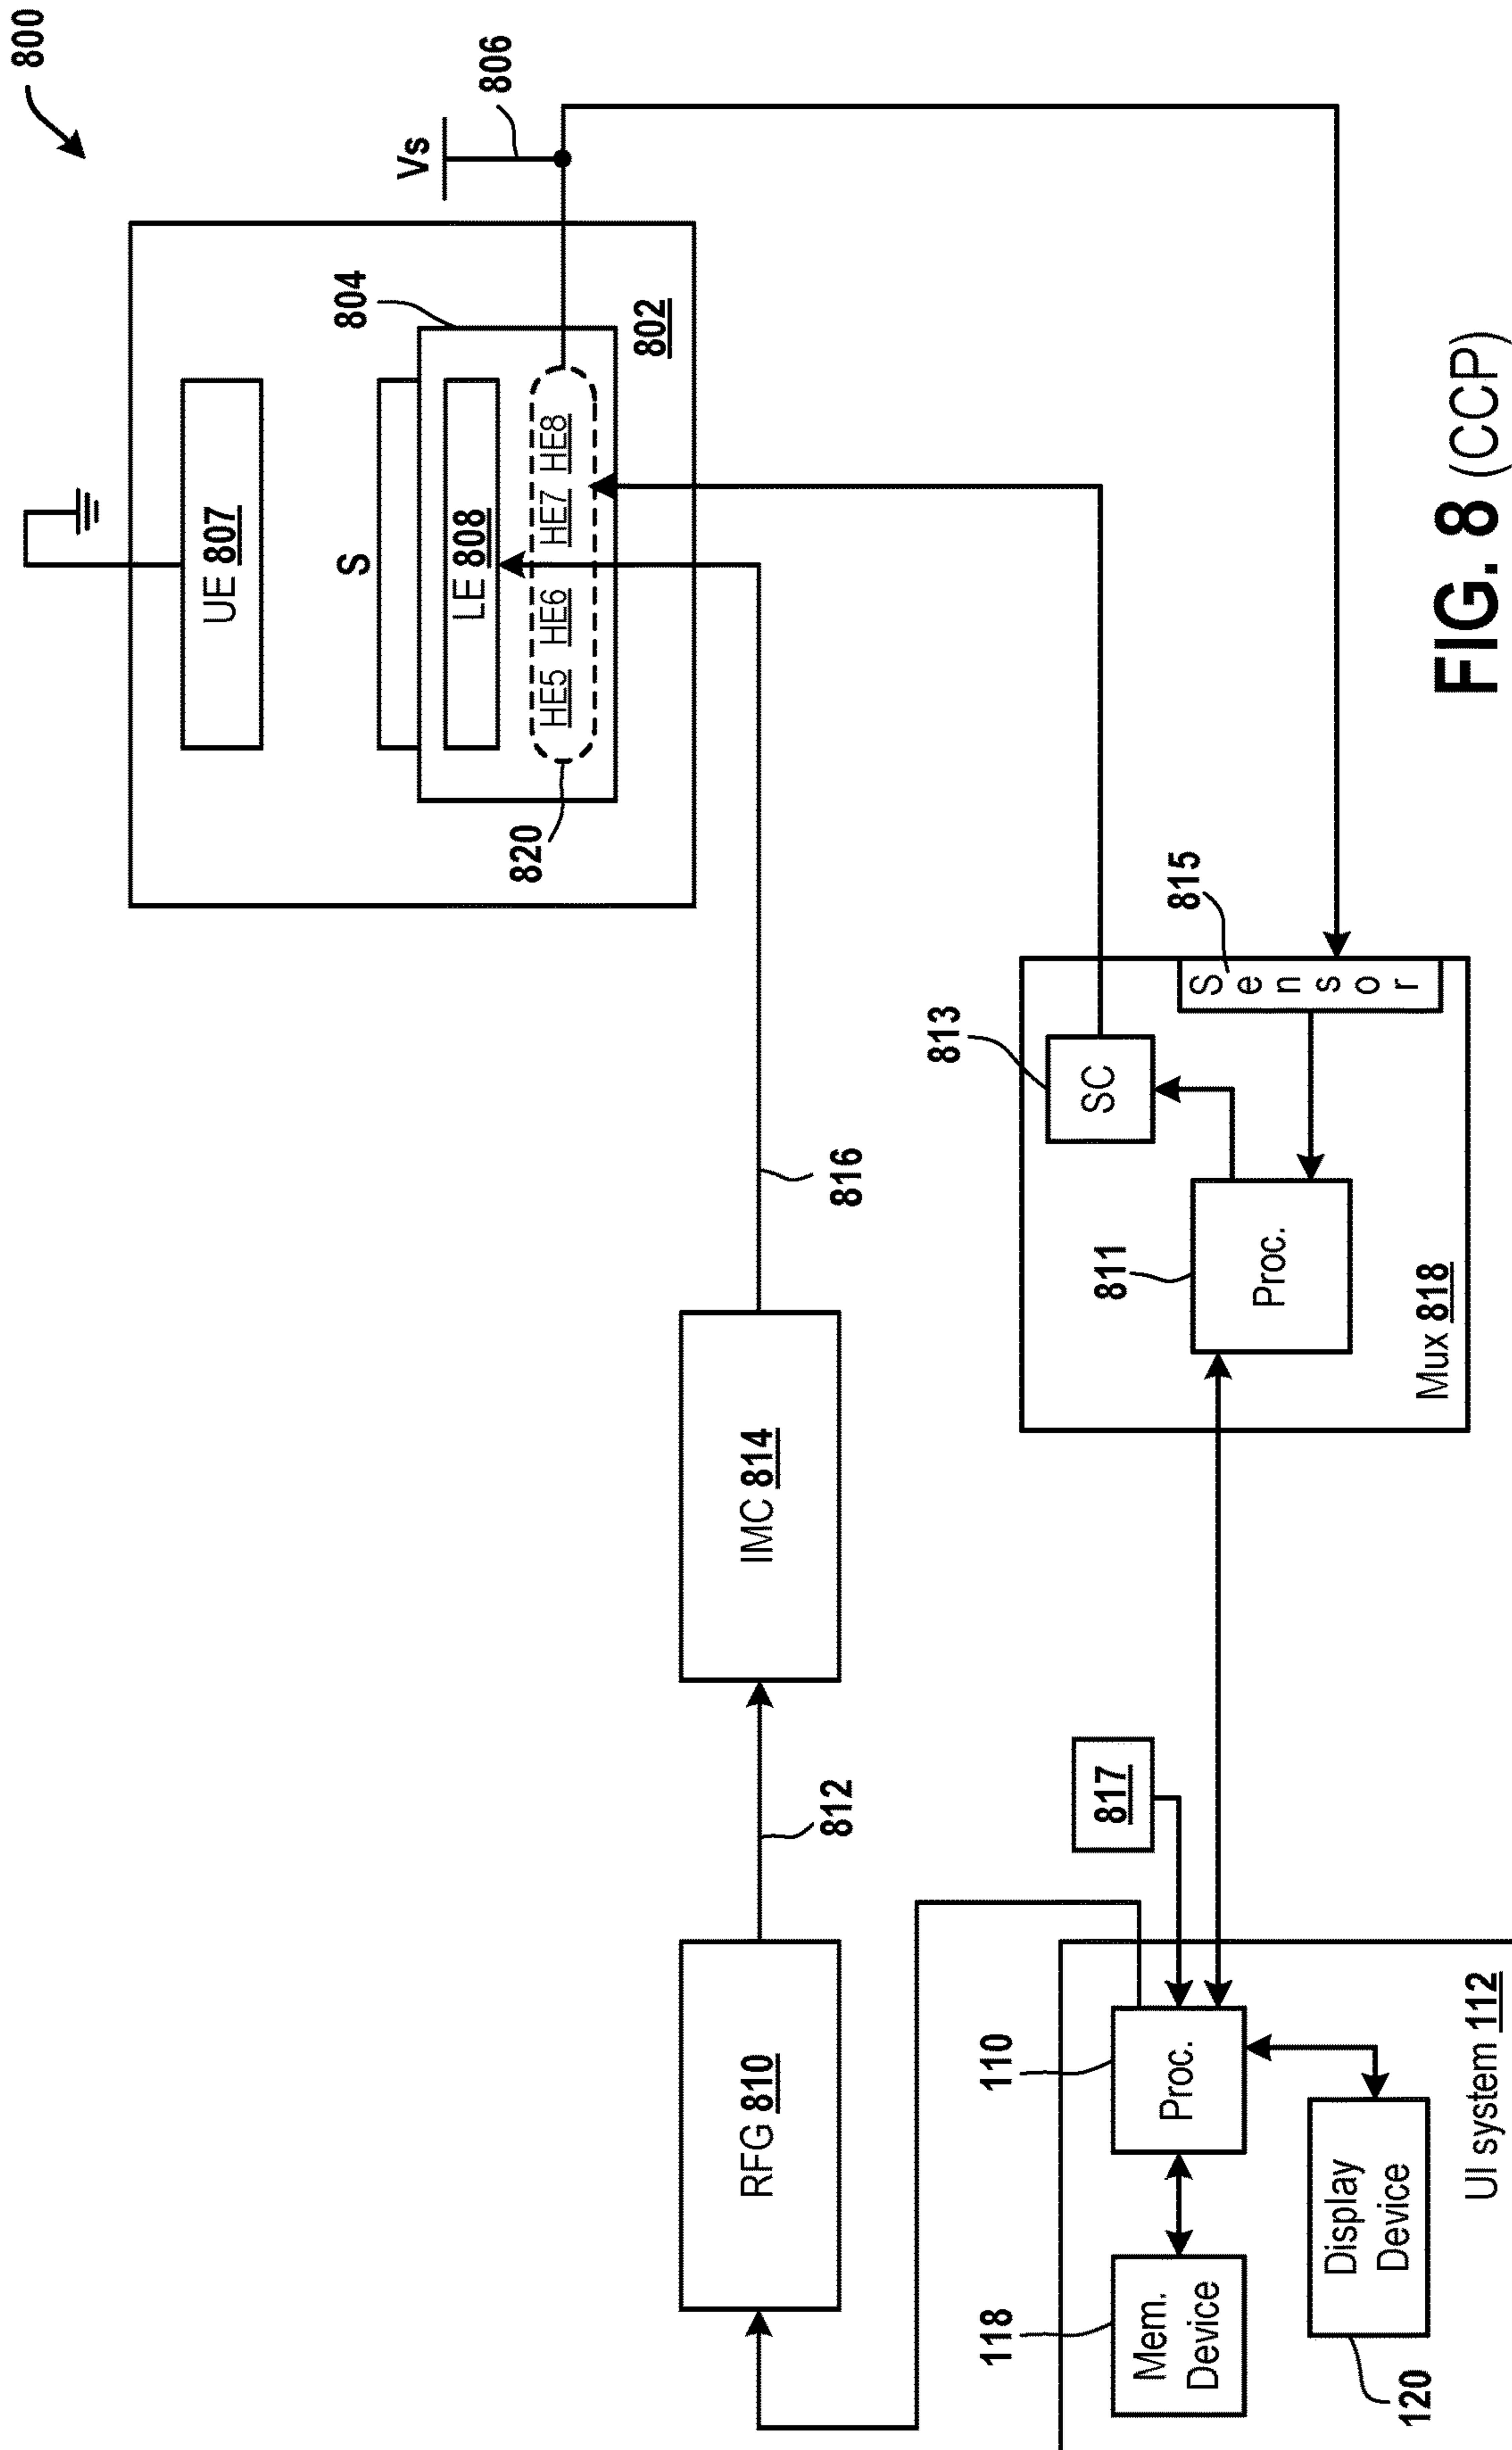 800
Vs
806
UE 807
S
804
LE 808
HE5 HE6 HE7 HE8
802
820
816
IMC 814
812
RFG 810
813
SC
815
Sensor
811
Proc.
Mux 818
817
110
Proc.
118
Mem.
Device
Display
Device
120
UI system 112
FIG. 8 (CCP)